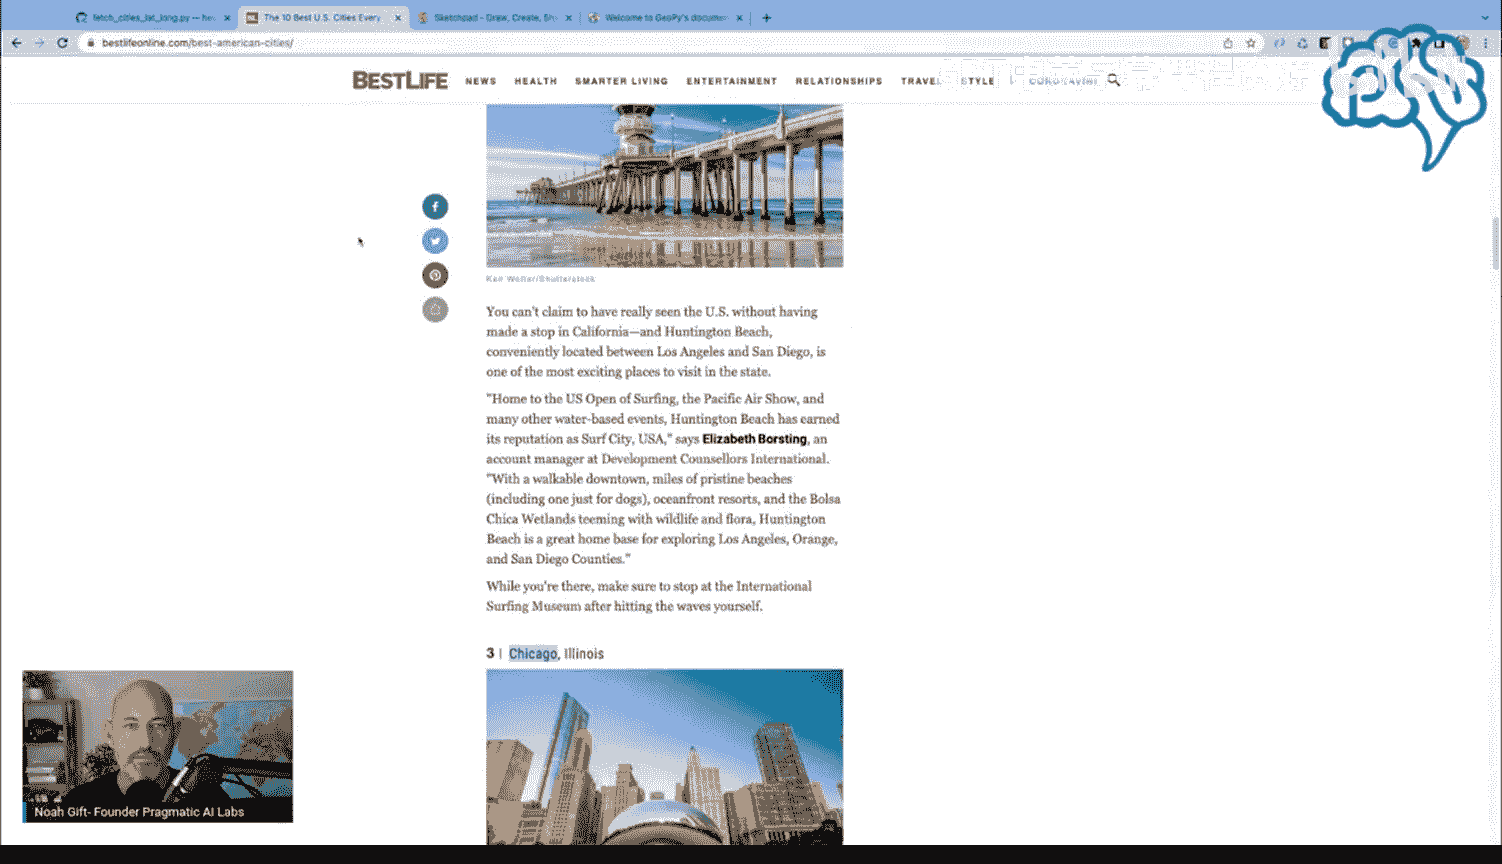 fetch_cities_lat_long.py — he
The 10 Best U.S. Cities Every
Sketchpad - Draw, Create, Sh
Welcome to GeoPy's documen
bestlifeonline.com/best-american-cities/
BESTLIFE
NEWS
HEALTH
SMARTER LIVING
ENTERTAINMENT
RELATIONSHIPS
TRAVEL
STYLE
Ken Wolter/Shutterstock
You can't claim to have really seen the U.S. without having
made a stop in California—and Huntington Beach,
conveniently located between Los Angeles and San Diego, is
one of the most exciting places to visit in the state.
"Home to the US Open of Surfing, the Pacific Air Show, and
many other water-based events, Huntington Beach has earned
its reputation as Surf City, USA," says Elizabeth Borsting, an
account manager at Development Counsellors International.
"With a walkable downtown, miles of pristine beaches
(including one just for dogs), oceanfront resorts, and the Bolsa
Chica Wetlands teeming with wildlife and flora, Huntington
Beach is a great home base for exploring Los Angeles, Orange,
and San Diego Counties."
While you're there, make sure to stop at the International
Surfing Museum after hitting the waves yourself.
3 | Chicago, Illinois
Noah Gift- Founder Pragmatic AI Labs